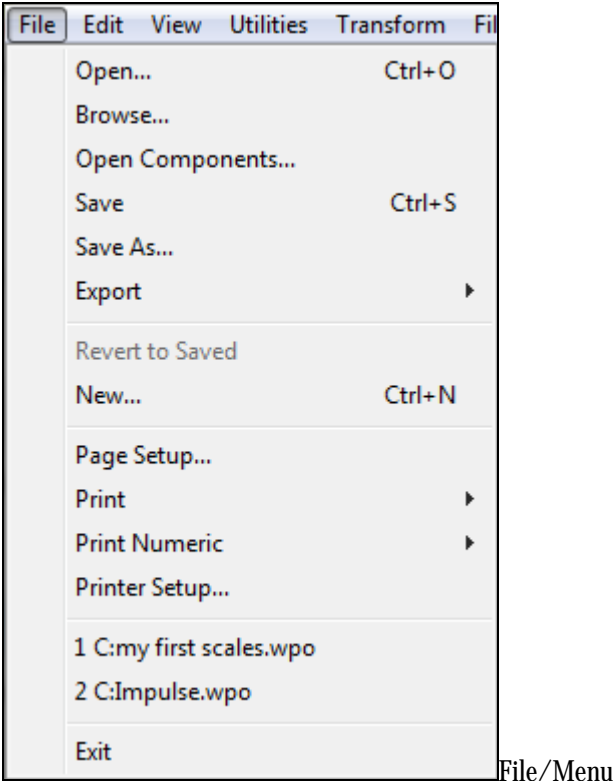 File Edit View Utilities Transform Fil
Open... Ctrl+O
Browse...
Open Components...
Save Ctrl+S
Save As...
Export
Revert to Saved
New... Ctrl+N
Page Setup...
Print
Print Numeric
Printer Setup...
1 C:my first scales.wpo
2 C:Impulse.wpo
Exit
File/Menu